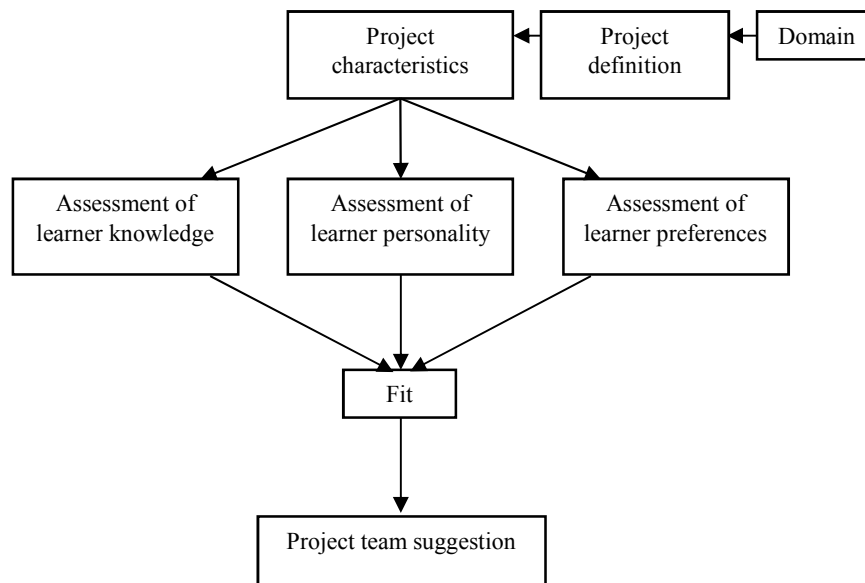 Project
characteristics
Project
definition
Domain
Assessment of
learner knowledge
Assessment of
learner personality
Assessment of
learner preferences
Fit
Project team suggestion